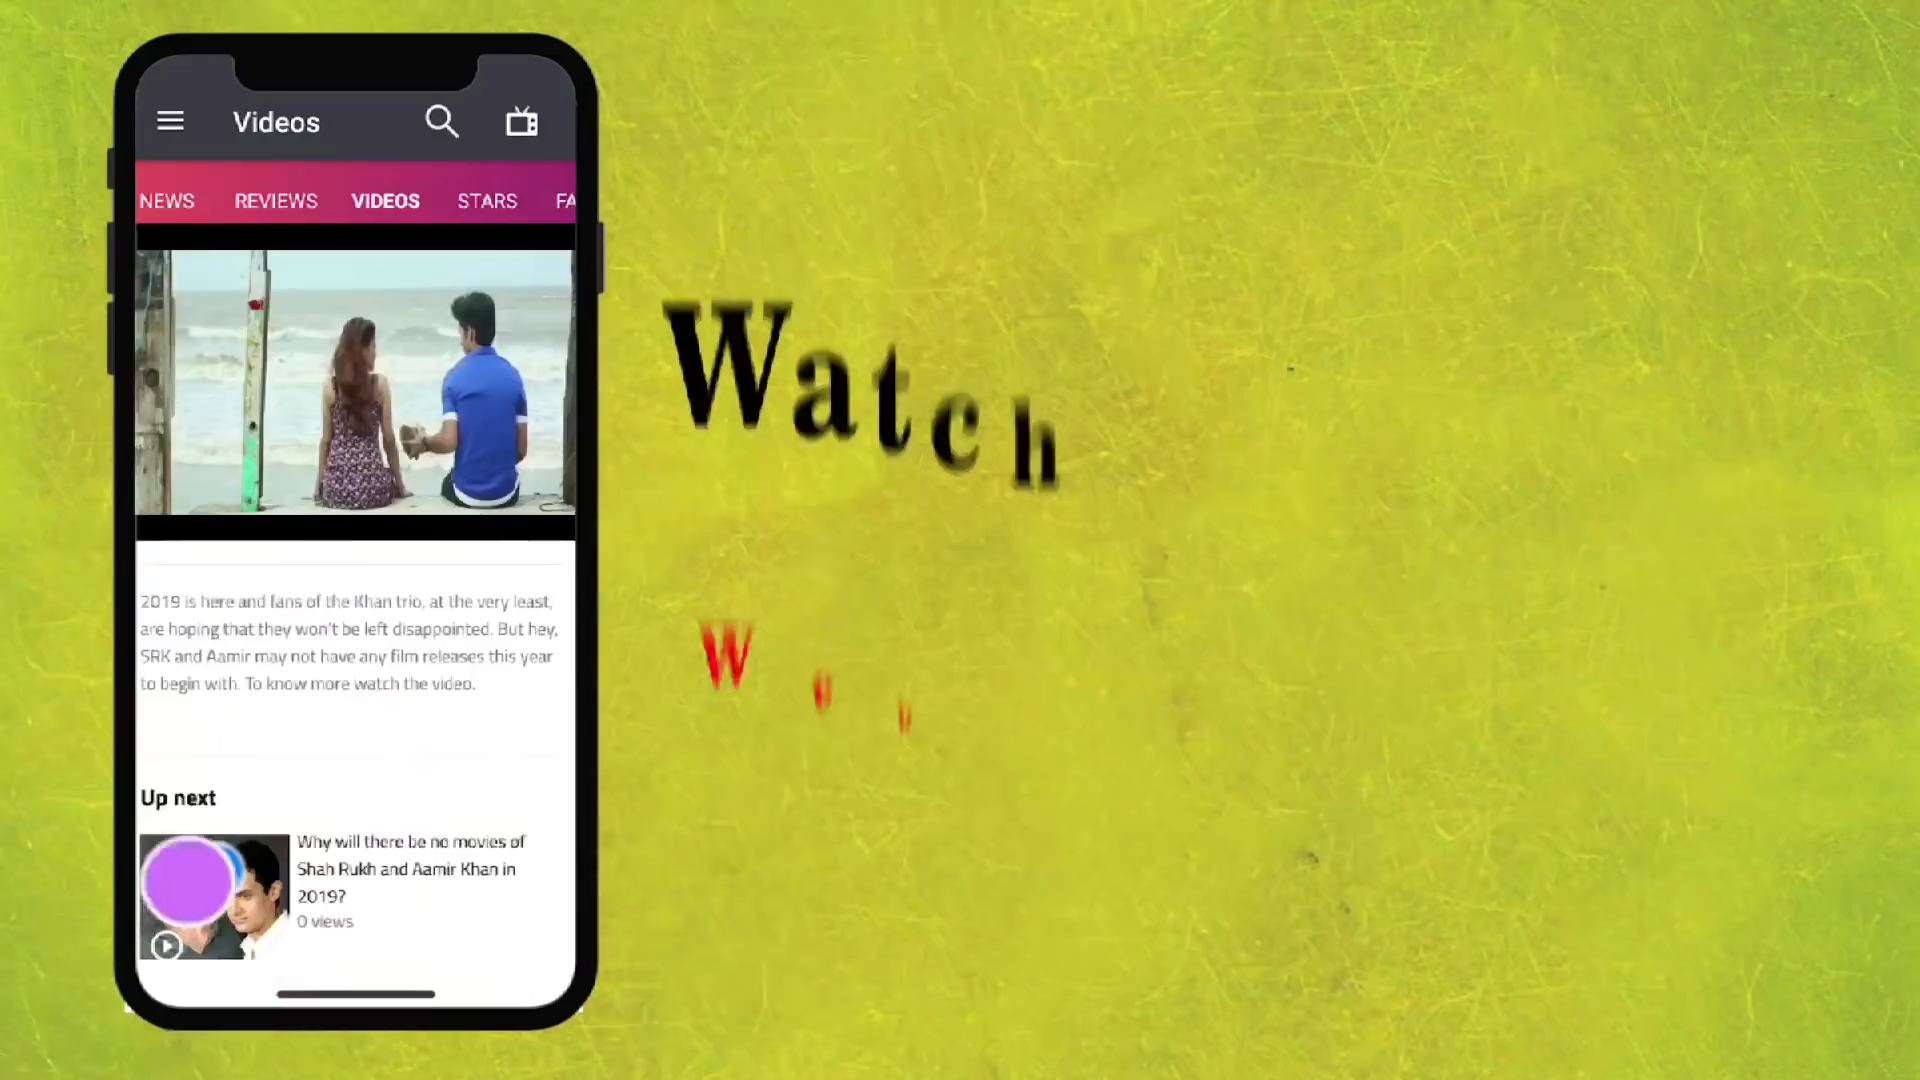 Videos
NEWS REVIEWS VIDEOS STARS FA
2019 is here and fans of the Khan trio, at the very least,
are hoping that they won't be left disappointed. But hey,
SRK and Aamir may not have any film releases this year
to begin with. To know more watch the video.
Up next
Why will there be no movies of
Shah Rukh and Aamir Khan in
2019?
0 views
Watch
W